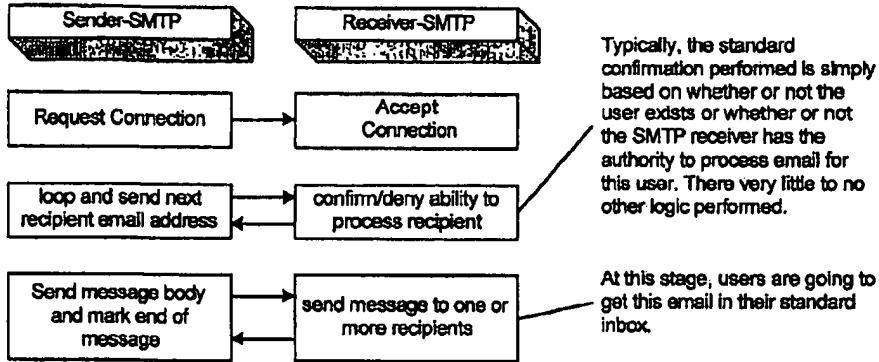 Sender-SMTP
Receiver-SMTP
Request Connection
Accept
Connection
loop and send next
recipient email address
confirm/deny ability to
process recipient
Typically, the standard
confirmation performed is simply
based on whether or not the
user exists or whether or not
the SMTP receiver has the
authority to process email for
this user. There very little to no
other logic performed.
Send message body
and mark end of
message
send message to one or
more recipients
At this stage, users are going to
get this email in their standard
inbox.